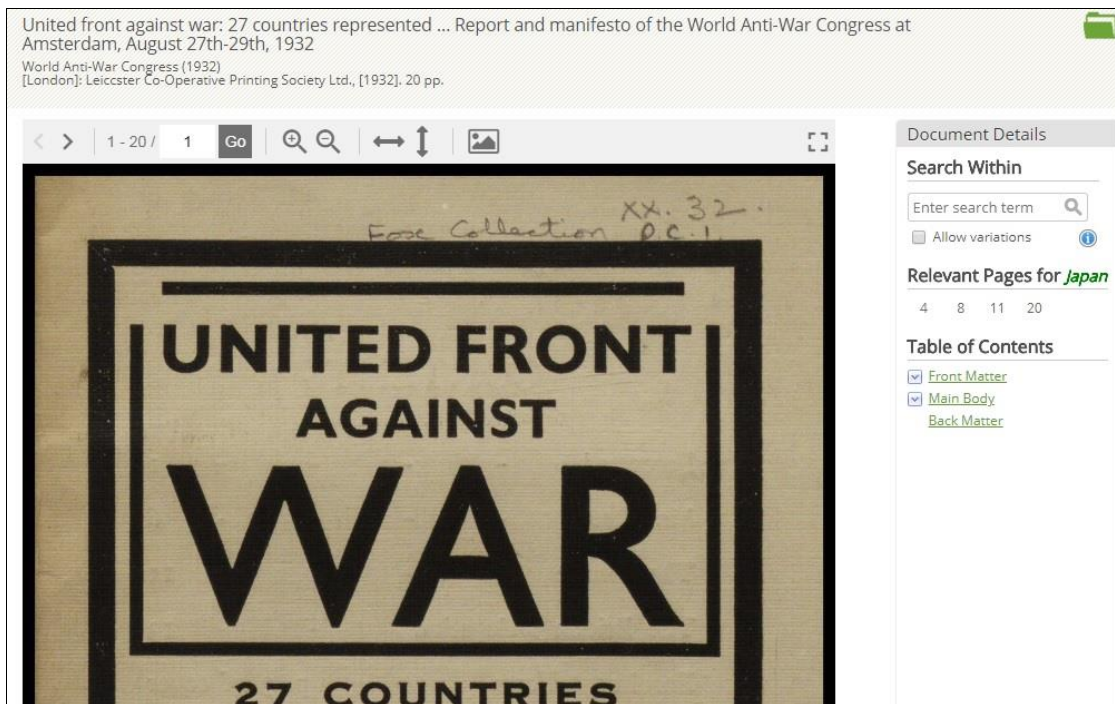 United front against war: 27 countries represented ... Report and manifesto of the World Anti-War Congress at
Amsterdam, August 27th-29th, 1932
World Anti-War Congress (1932)
[London]: Leiccster Co-Operative Printing Society Ltd., [1932]. 20 pp.
1 - 20 /
1
Go
XX. 32.
Foxe Collection P.C.1.
UNITED FRONT
AGAINST
WAR
27 COUNTRIES
Document Details
Search Within
Enter search term
Allow variations
Relevant Pages for Japan
4 8 11 20
Table of Contents
Front Matter
Main Body
Back Matter